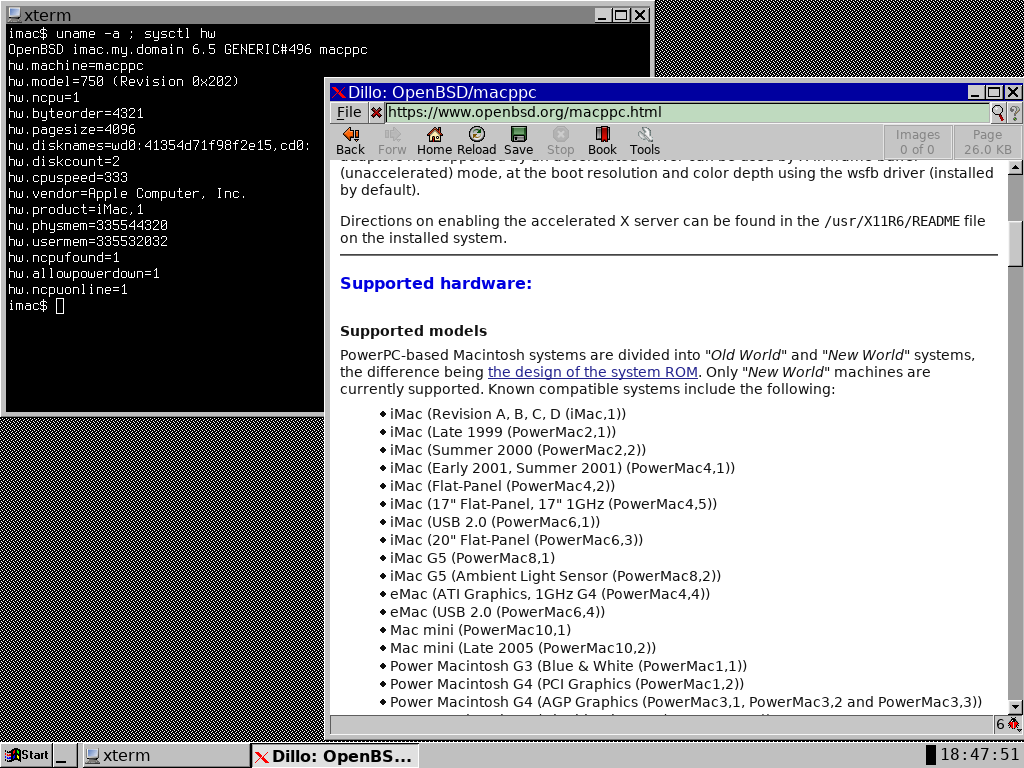 xterm
imac$ uname -a ; sysctl hw
OpenBSD imac.my.domain 6.5 GENERIC#496 macppc
hw.machine=macppc
hw.model=750 (Revision 0x202)
hw.ncpu=1
hw.byteorder=4321
hw.pagesize=4096
hw.disknames=wd0:41354d71f98f2e15,cd0:
hw.diskcount=2
hw.cpuspeed=333
hw.vendor=Apple Computer, Inc.
hw.product=iMac,1
hw.physmem=335544320
hw.usermem=335532032
hw.ncpufound=1
hw.allowpowerdown=1
hw.ncpuonline=1
imac$
Dillo: OpenBSD/macppc
File https://www.openbsd.org/macppc.html ?
Back Forw Home Reload Save Stop Book Tools
Images
0 of 0
Page
26.0 KB
(unaccelerated) mode, at the boot resolution and color depth using the wsfb driver (installed
by default).
Directions on enabling the accelerated X server can be found in the /usr/X11R6/README file
on the installed system.
Supported hardware:
Supported models
PowerPC-based Macintosh systems are divided into "Old World" and "New World" systems,
the difference being the design of the system ROM. Only "New World" machines are
currently supported. Known compatible systems include the following:
iMac (Revision A, B, C, D (iMac,1))
iMac (Late 1999 (PowerMac2,1))
iMac (Summer 2000 (PowerMac2,2))
iMac (Early 2001, Summer 2001) (PowerMac4,1))
iMac (Flat-Panel (PowerMac4,2))
iMac (17" Flat-Panel, 17" 1GHz (PowerMac4,5))
iMac (USB 2.0 (PowerMac6,1))
iMac (20" Flat-Panel (PowerMac6,3))
iMac G5 (PowerMac8,1)
iMac G5 (Ambient Light Sensor (PowerMac8,2))
eMac (ATI Graphics, 1GHz G4 (PowerMac4,4))
eMac (USB 2.0 (PowerMac6,4))
Mac mini (PowerMac10,1)
Mac mini (Late 2005 (PowerMac10,2))
Power Macintosh G3 (Blue & White (PowerMac1,1))
Power Macintosh G4 (PCI Graphics (PowerMac1,2))
Power Macintosh G4 (AGP Graphics (PowerMac3,1, PowerMac3,2 and PowerMac3,3))
6
Start xterm Dillo: OpenBS... 18:47:51